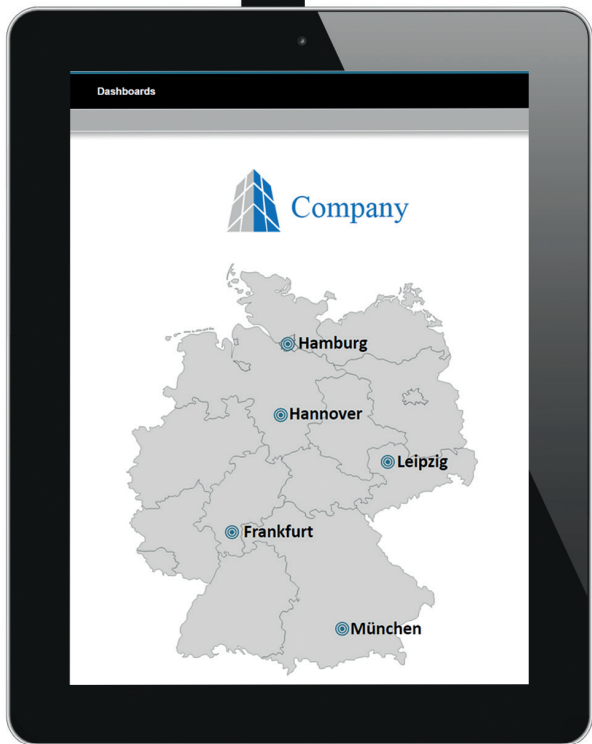 Dashboards
Company
Hamburg
Hannover
Leipzig
Frankfurt
München